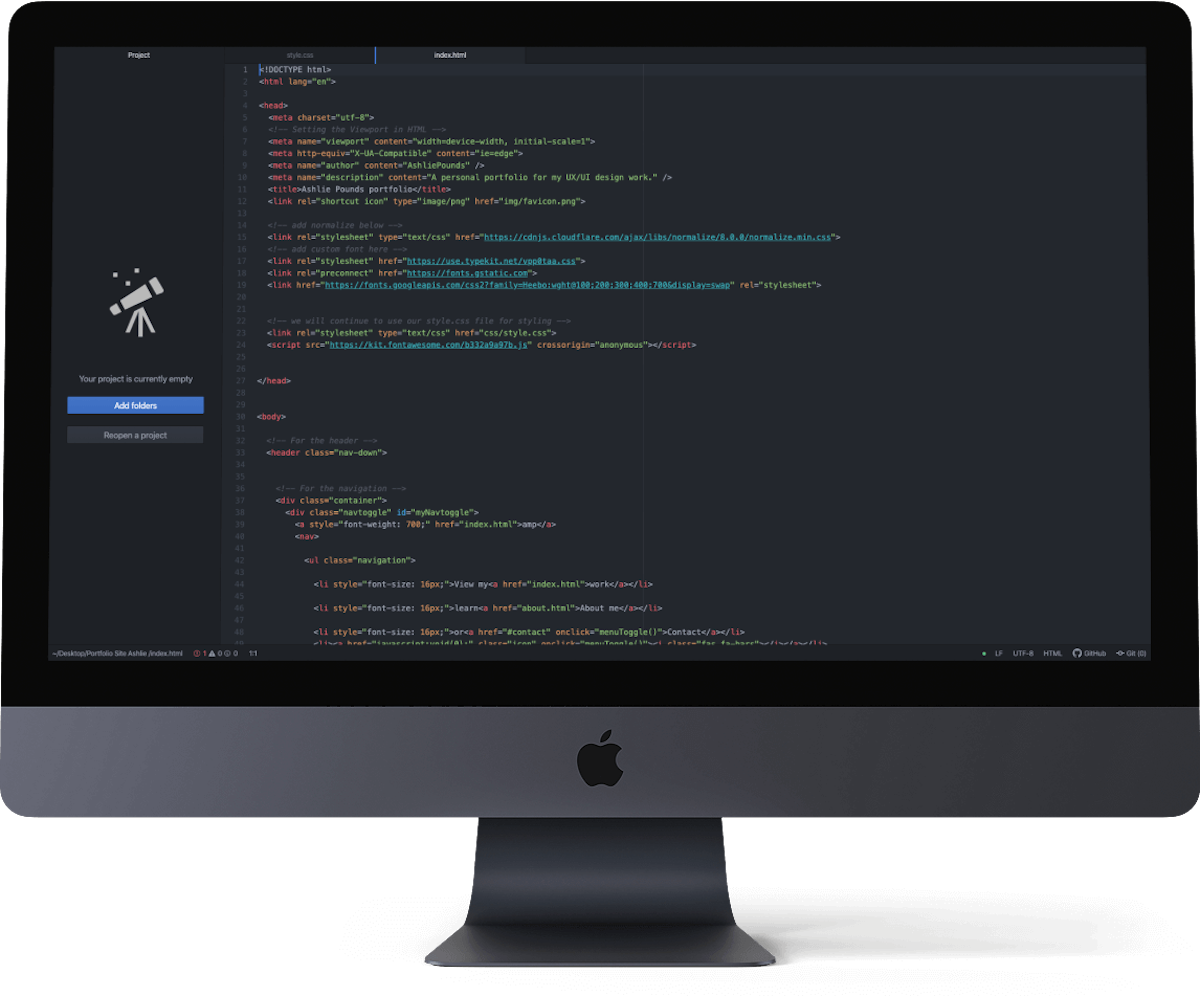 Project
style.css
index.html
1 <!DOCTYPE html>
2 <html lang="en">
3
4 <head>
5 <meta charset="utf-8">
6 <!-- Setting the Viewport in HTML -->
7 <meta name="viewport" content="width=device-width, initial-scale=1">
8 <meta http-equiv="X-UA-Compatible" content="ie=edge">
9 <meta name="author" content="AshliePounds" />
10 <meta name="description" content="A personal portfolio for my UX/UI design work." />
11 <title>Ashlie Pounds portfolio</title>
12 <link rel="shortcut icon" type="image/png" href="img/favicon.png">
13
14 <!-- add normalize below -->
15 <link rel="stylesheet" type="text/css" href="https://cdnjs.cloudflare.com/ajax/libs/normalize/8.0.0/normalize.min.css">
16 <!-- add custom font here -->
17 <link rel="stylesheet" href="https://use.typekit.net/vpp0taa.css">
18 <link rel="preconnect" href="https://fonts.gstatic.com">
19 <link href="https://fonts.googleapis.com/css2?family=Heebo:wght@100;200;300;400;700&display=swap" rel="stylesheet">
20
21
22 <!-- we will continue to use our style.css file for styling -->
23 <link rel="stylesheet" type="text/css" href="css/style.css">
24 <script src="https://kit.fontawesome.com/b332a9a97b.js" crossorigin="anonymous"></script>
25
26
27 </head>
28
29
30 <body>
31
32 <!-- For the header -->
33 <header class="nav-down">
34
35
36 <!-- For the navigation -->
37 <div class="container">
38 <div class="navtoggle" id="myNavtoggle">
39 <a style="font-weight: 700;" href="index.html">amp</a>
40 <nav>
41
42 <ul class="navigation">
43
44 <li style="font-size: 16px;">View my<a href="index.html">work</a></li>
45
46 <li style="font-size: 16px;">learn<a href="about.html">About me</a></li>
47
48 <li style="font-size: 16px;">or<a href="#contact" onclick="menuToggle()">Contact</a></li>
<li><a href="javascript:void(0);" class="icon" onclick="menuToggle()"><i class="fas fa-bars"></i></a></li>
Your project is currently empty
Add folders
Reopen a project
~/Desktop/Portfolio Site Ashlie /index.html 1 0 0 1:1
LF UTF-8 HTML GitHub Git (0)